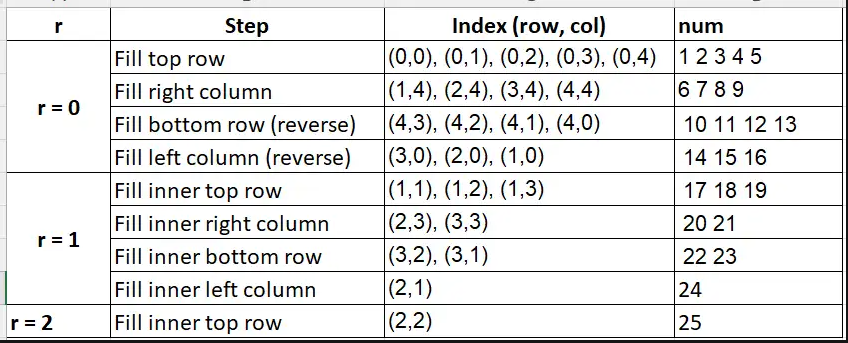 r Step Index (row, col) num
r = 0
Fill top row (0,0), (0,1), (0,2), (0,3), (0,4) 1 2 3 4 5
Fill right column (1,4), (2,4), (3,4), (4,4) 6 7 8 9
Fill bottom row (reverse) (4,3), (4,2), (4,1), (4,0) 10 11 12 13
Fill left column (reverse) (3,0), (2,0), (1,0) 14 15 16
r = 1
Fill inner top row (1,1), (1,2), (1,3) 17 18 19
Fill inner right column (2,3), (3,3) 20 21
Fill inner bottom row (3,2), (3,1) 22 23
Fill inner left column (2,1) 24
r = 2 Fill inner top row (2,2) 25